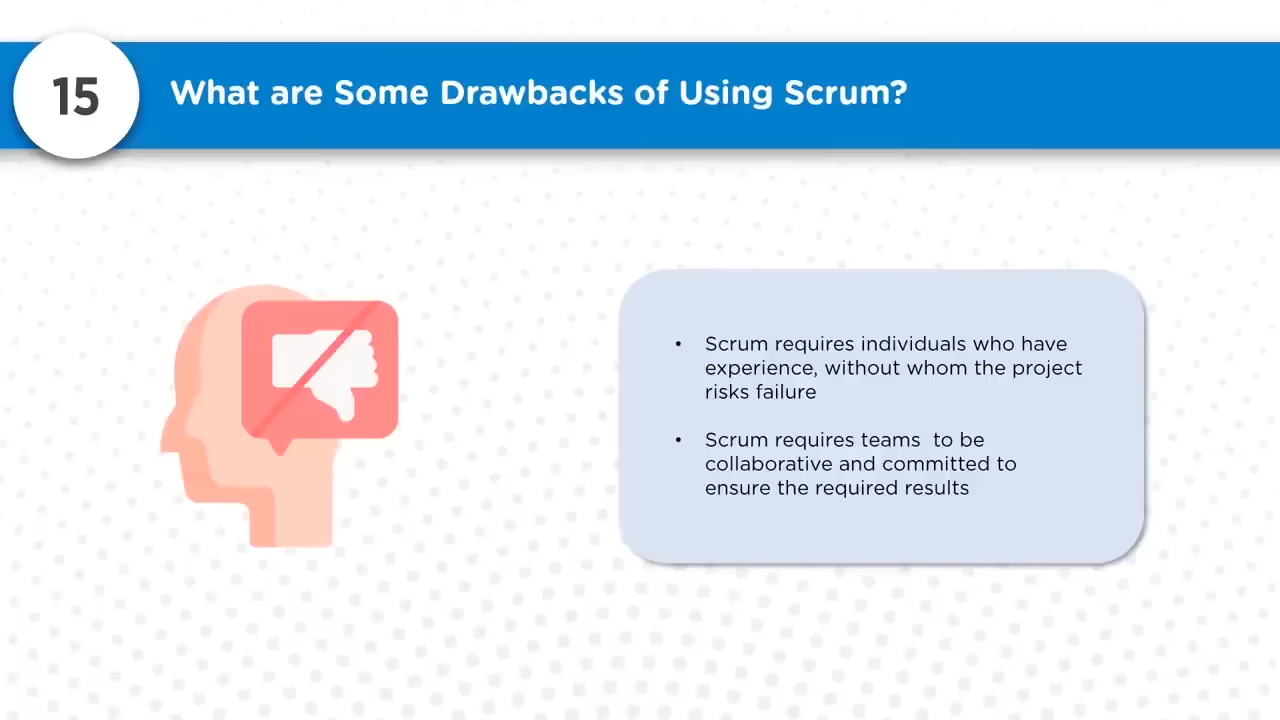 15
What are Some Drawbacks of Using Scrum?
• Scrum requires individuals who have
experience, without whom the project
risks failure
• Scrum requires teams  to be
collaborative and committed to
ensure the required results